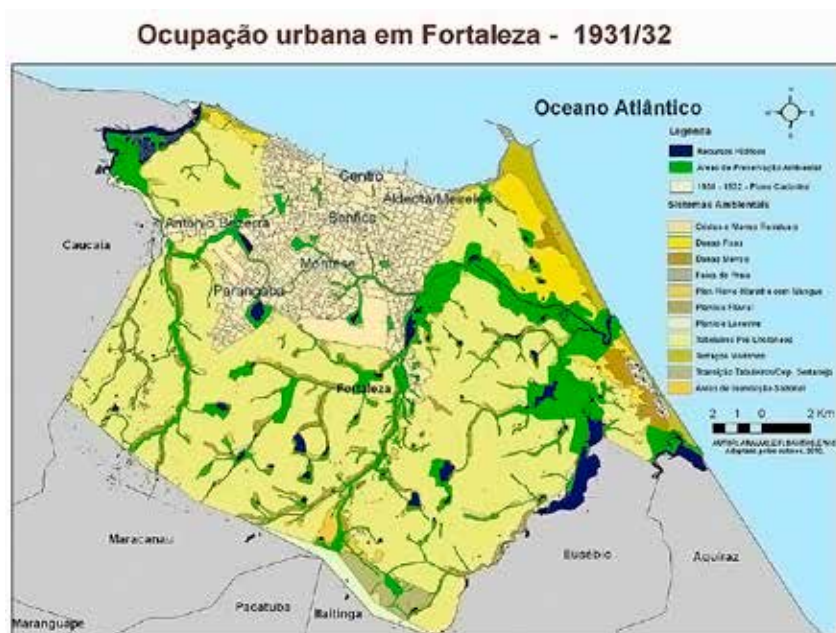 Ocupação urbana em Fortaleza - 1931/32
Oceano Atlântico
Legenda
Recursos Hídricos
Áreas de Preservação Ambiental
Sistemas Ambientais
Dunas Fixas
Dunas Móveis
Faixa de Praia
Planície Fluvial
Planície Lacustre
2 1 0 2 Km
Centro
Aldeota/Meireles
Antônio Bezerra
Benfica
Caucaia
Montese
Parangaba
Fortaleza
Maracanau
Eusébio
Aquiraz
Pacatuba
Itaitinga
Maranguape